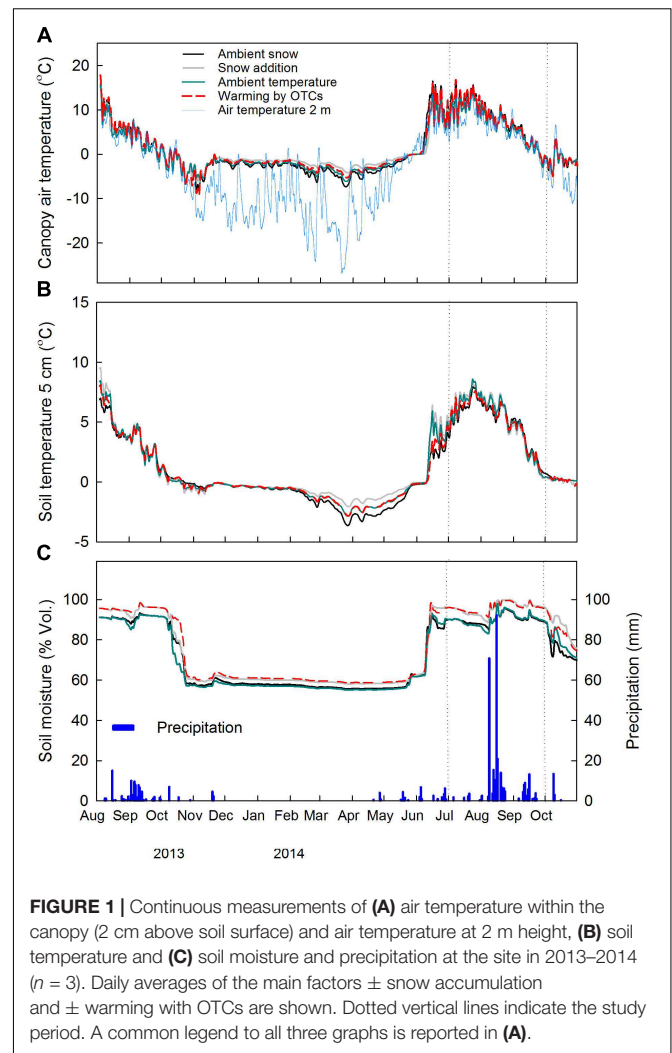 A
Canopy air temperature (°C)
20
10
0
-10
-20
Ambient snow
Snow addition
Ambient temperature
Warming by OTCs
Air temperature 2 m
B
Soil temperature 5 cm (°C)
15
10
5
0
-5
C
Soil moisture (% Vol.)
100
80
60
40
20
0
Precipitation
100
80
60
40
20
0
Precipitation (mm)
Aug Sep Oct Nov Dec Jan Feb Mar Apr May Jun Jul Aug Sep Oct
2013 2014
FIGURE 1 | Continuous measurements of (A) air temperature within the
canopy (2 cm above soil surface) and air temperature at 2 m height, (B) soil
temperature and (C) soil moisture and precipitation at the site in 2013–2014
(n = 3). Daily averages of the main factors ± snow accumulation
and ± warming with OTCs are shown. Dotted vertical lines indicate the study
period. A common legend to all three graphs is reported in (A).